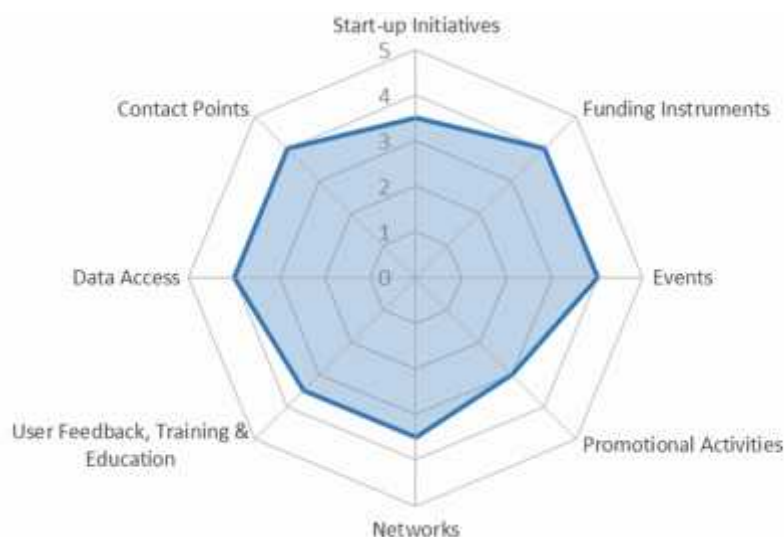 Start-up Initiatives
5
Contact Points
4
Funding Instruments
3
2
1
Data Access
0
Events
User Feedback, Training &
Education
Promotional Activities
Networks